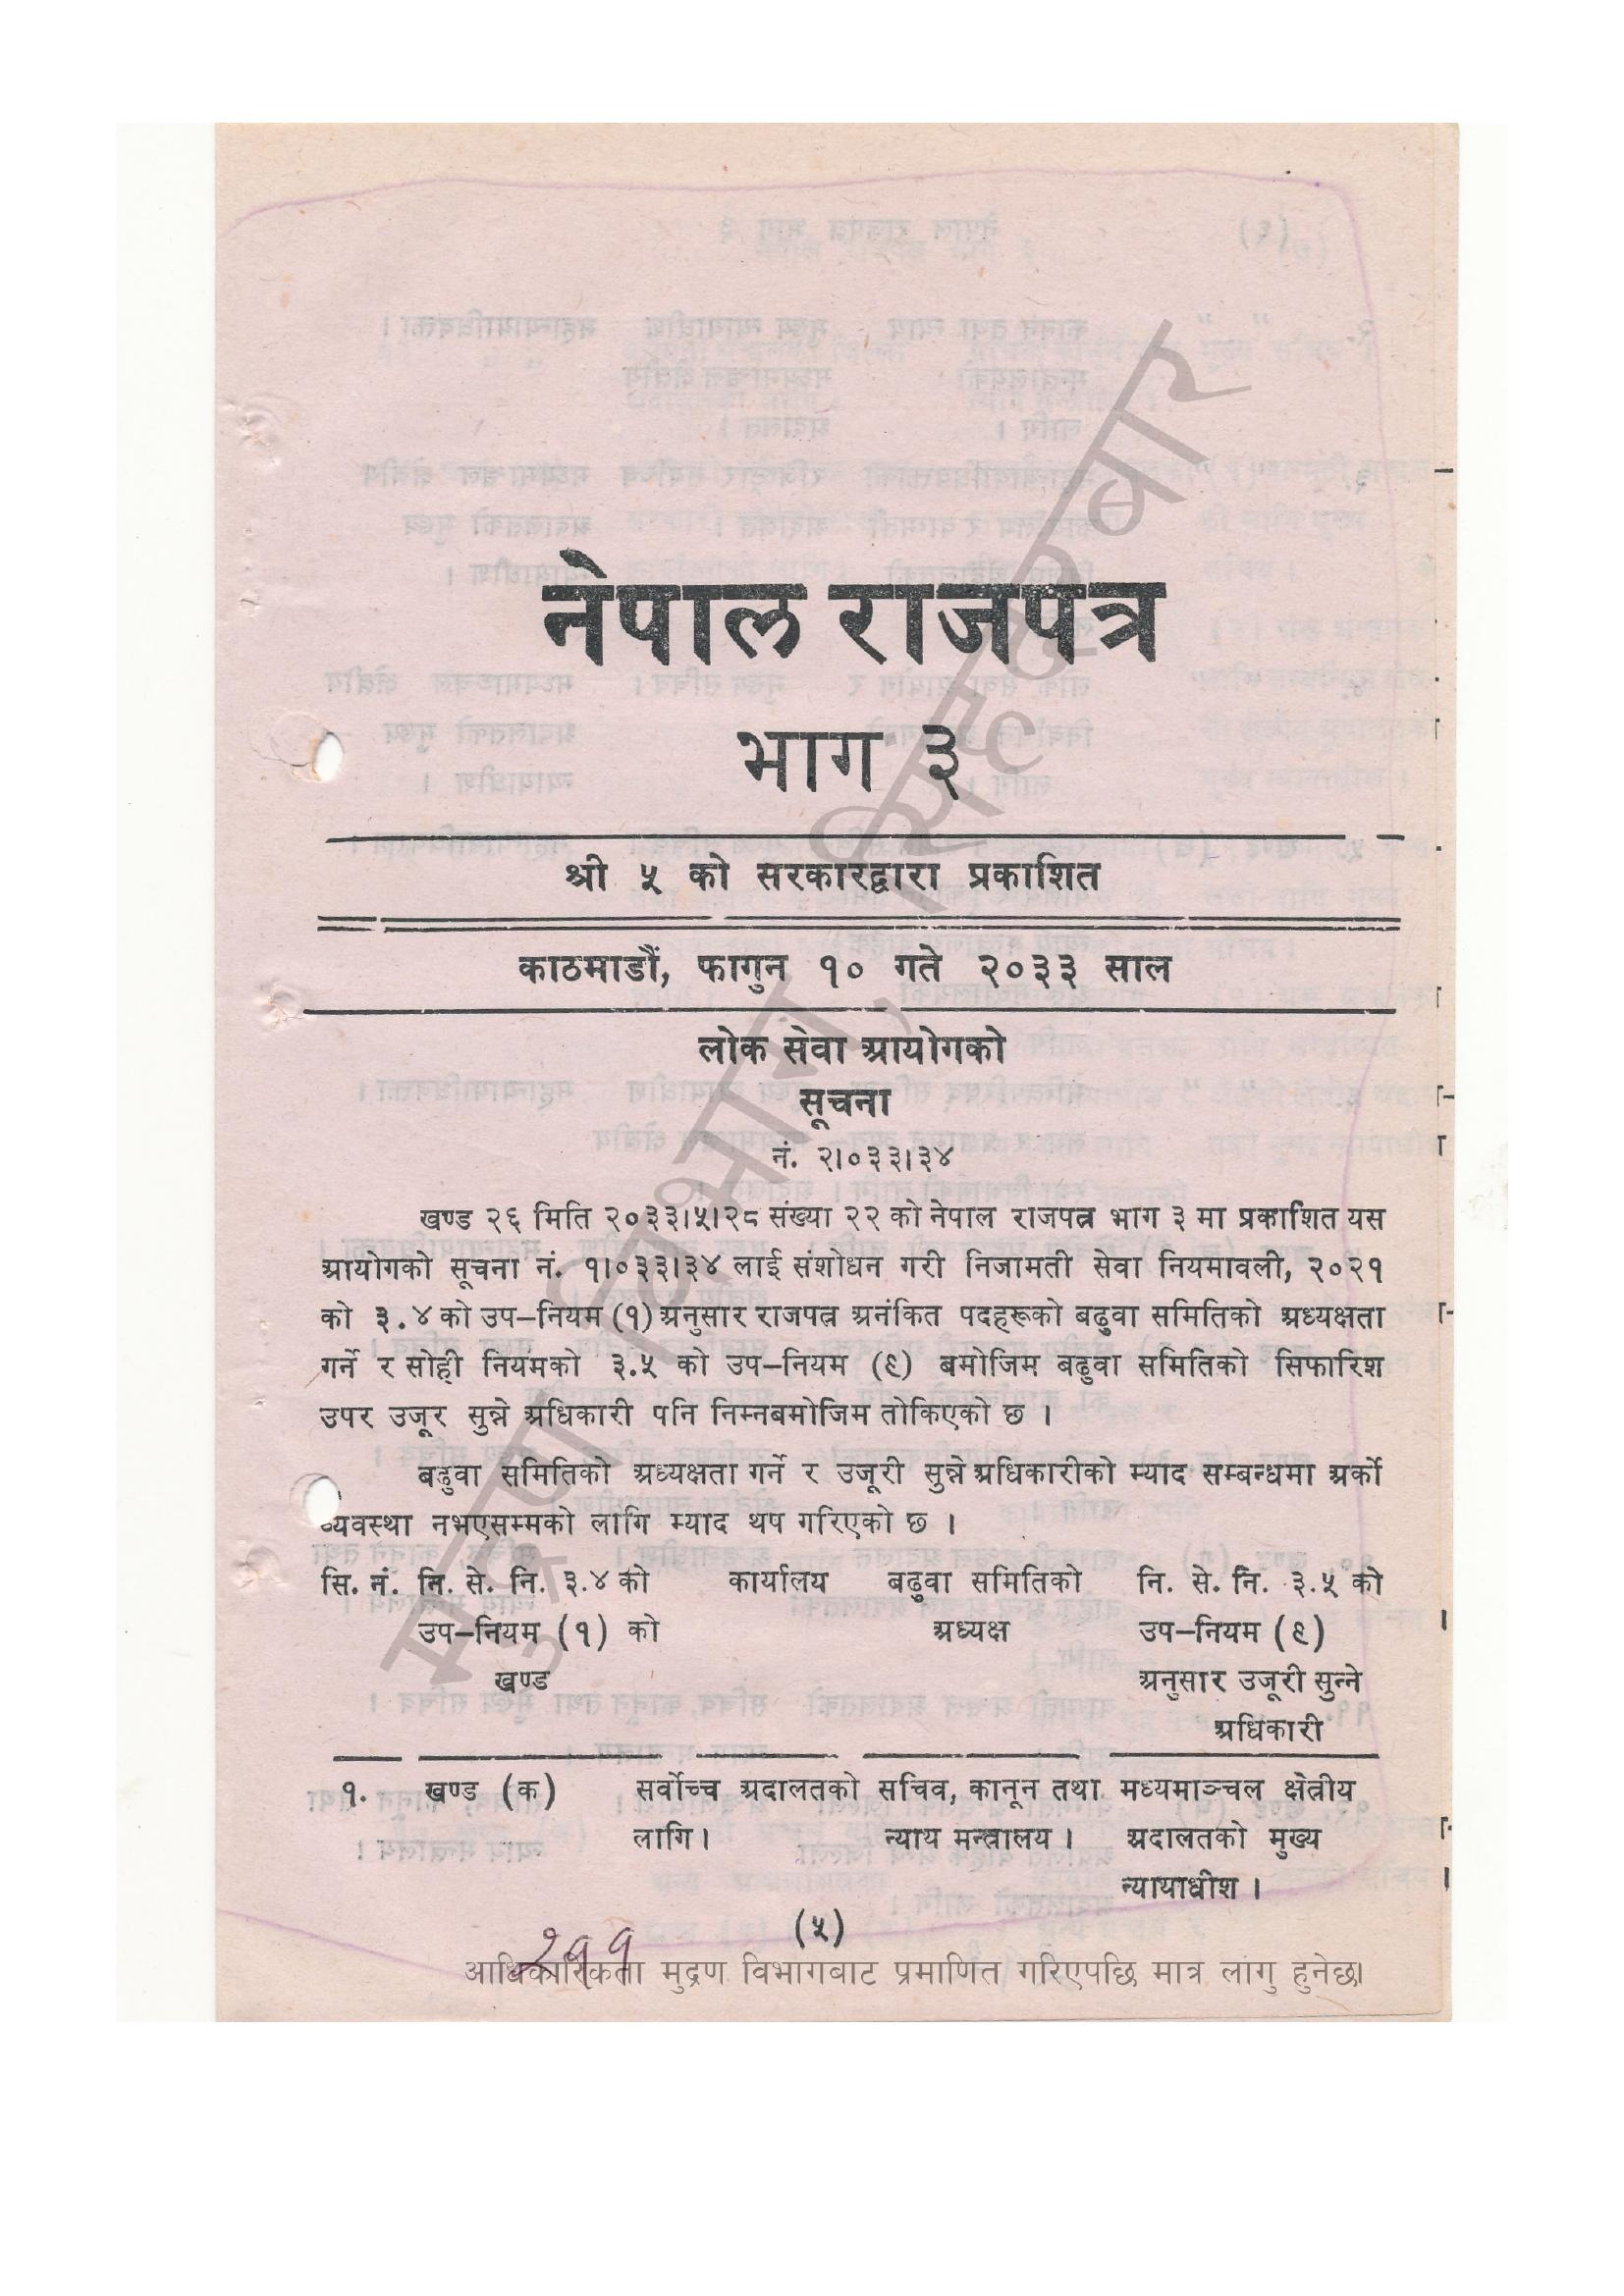 नेपाल राजपत्र
भाग ३
श्री ५ को सरकारद्वारा प्रकाशित
काठमाडौं, फागुन १० गते २०३३ साल
लोक सेवा आयोगको
सूचना
नं. २।०३३।३४
खण्ड २६ मिति २०३३।५।२८ संख्या २२ को नेपाल राजपत्र भाग ३ मा प्रकाशित यस
आयोगको सूचना नं. १।०३३।३४ लाई संशोधन गरी निजामती सेवा नियमावली, २०२१
को ३.४ को उप–नियम (१) अनुसार राजपत्र अनंकित पदहरूको बढुवा समितिको अध्यक्षता
गर्ने र सोही नियमको ३.५ को उप–नियम (९) बमोजिम बढुवा समितिको सिफारिश
उपर उजूर सुन्ने अधिकारी पनि निम्नबमोजिम तोकिएको छ ।
बढुवा समितिको अध्यक्षता गर्ने र उजूरी सुन्ने अधिकारीको म्याद सम्बन्धमा अर्को
व्यवस्था नभएसम्मको लागि म्याद थप गरिएको छ ।
सि. नं. नि. से. नि. ३.४ को कार्यालय बढुवा समितिको नि. से. नि. ३.५ को
उप–नियम (१) को अध्यक्ष उप–नियम (९)
खण्ड अनुसार उजूरी सुन्ने
अधिकारी
१. खण्ड (क) सर्वोच्च अदालतको सचिव, कानून तथा मध्यमाञ्चल क्षेत्रीय
लागि । न्याय मन्त्रालय । अदालतको मुख्य
न्यायाधीश ।
(५)
२११
आधिकारिकता मुद्रण विभागबाट प्रमाणित गरिएपछि मात्र लागु हुनेछ।